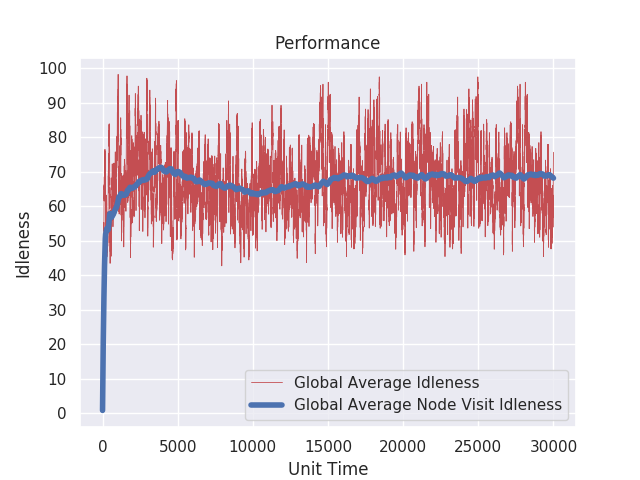 Performance
Idleness
100
90
80
70
60
50
40
30
20
10
0
Global Average Idleness
Global Average Node Visit Idleness
0 5000 10000 15000 20000 25000 30000
Unit Time